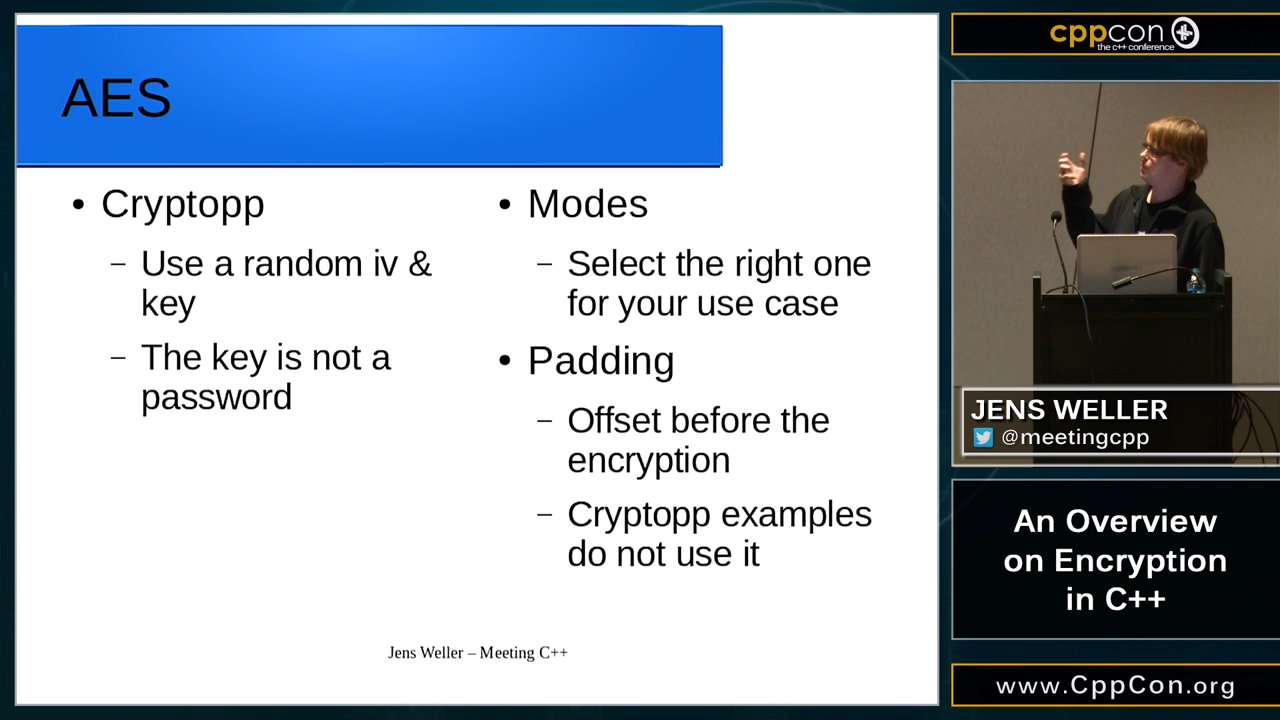 AES
• Cryptopp
– Use a random iv &
key
– The key is not a
password
• Modes
– Select the right one
for your use case
• Padding
– Offset before the
encryption
– Cryptopp examples
do not use it
Jens Weller – Meeting C++
cppcon
the c++ conference
JENS WELLER
@meetingcpp
An Overview
on Encryption
in C++
www.CppCon.org